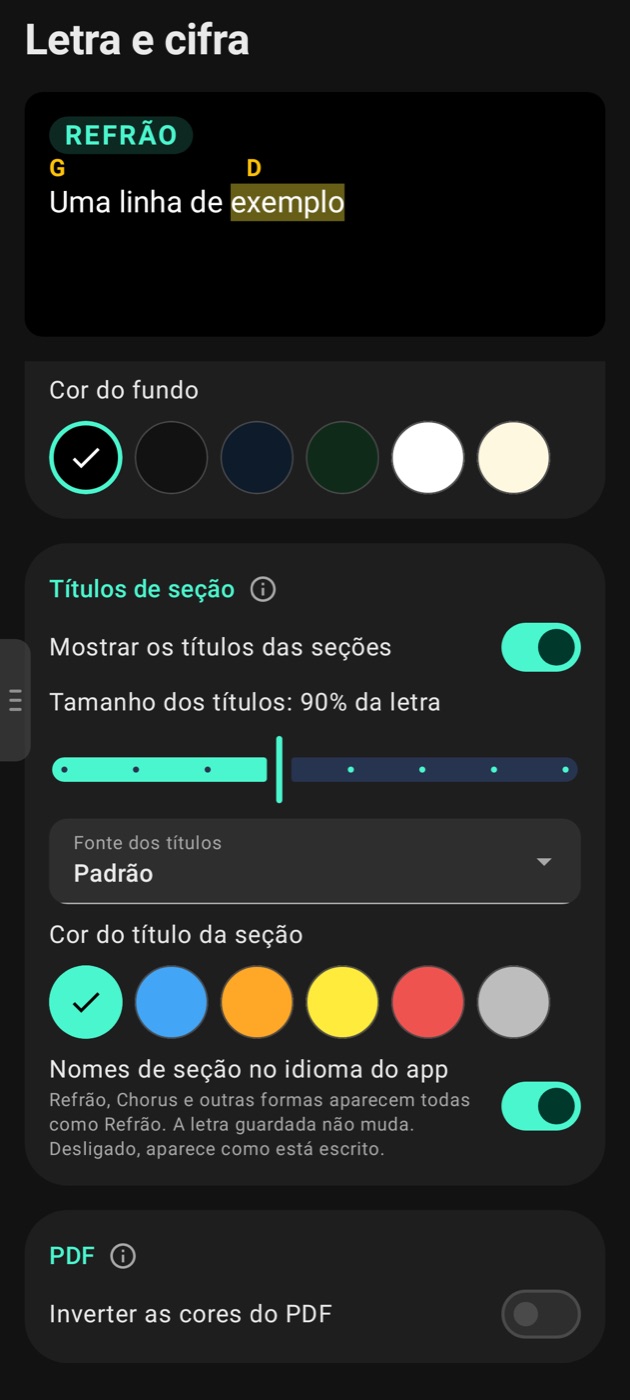 Letra e cifra
REFRÃO
G D
Uma linha de exemplo
Cor do fundo
Títulos de seção
Mostrar os títulos das seções
Tamanho dos títulos: 90% da letra
Fonte dos títulos
Padrão
Cor do título da seção
Nomes de seção no idioma do app
Refrão, Chorus e outras formas aparecem todas
como Refrão. A letra guardada não muda.
Desligado, aparece como está escrito.
PDF
Inverter as cores do PDF